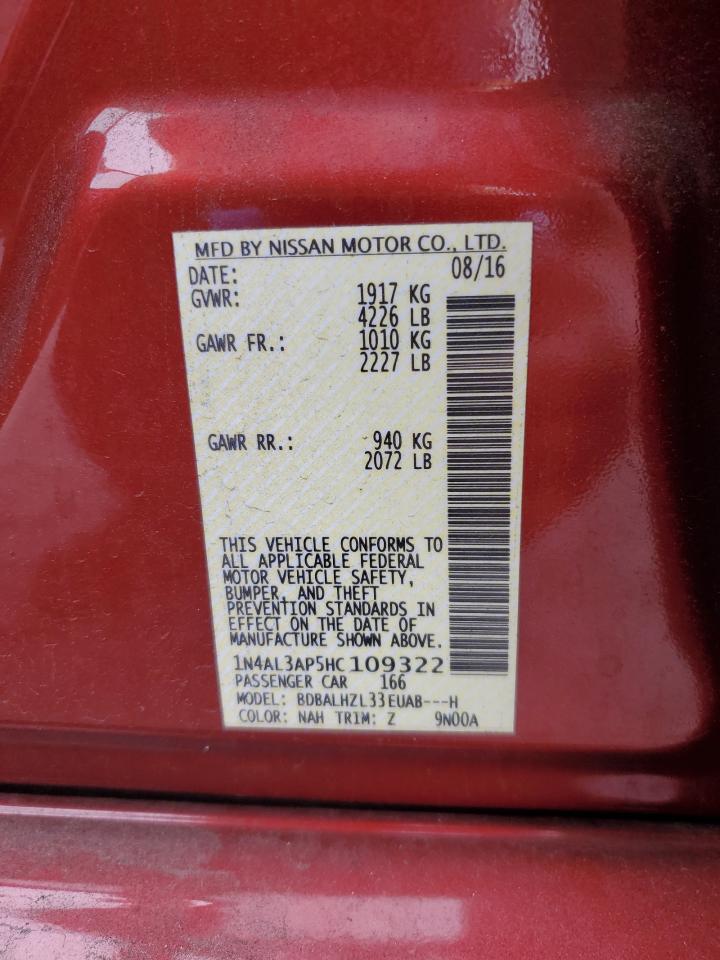 MFD BY NISSAN MOTOR CO., LTD.
DATE: 08/16
GVWR: 1917 KG
4226 LB
GAWR FR.: 1010 KG
2227 LB
GAWR RR.: 940 KG
2072 LB
THIS VEHICLE CONFORMS TO
ALL APPLICABLE FEDERAL
MOTOR VEHICLE SAFETY,
BUMPER, AND THEFT
PREVENTION STANDARDS IN
EFFECT ON THE DATE OF
MANUFACTURE SHOWN ABOVE.
1N4AL3AP5HC109322
PASSENGER CAR 166
MODEL: BDBALHZL33EUAB---H
COLOR: NAH TRIM: Z 9N00A